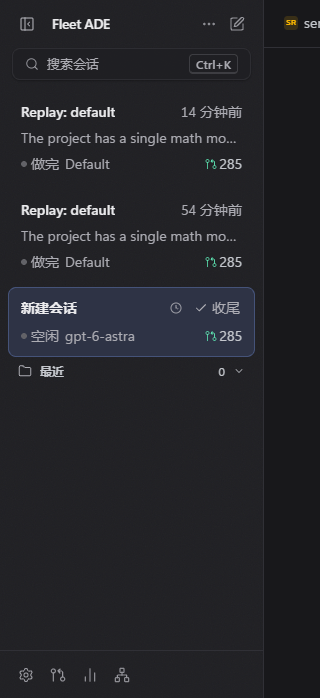 Fleet ADE
SR ser
搜索会话 Ctrl+K
Replay: default 14 分钟前
The project has a single math mo...
做完 Default 285
Replay: default 54 分钟前
The project has a single math mo...
做完 Default 285
新建会话 收尾
空闲 gpt-6-astra 285
最近 0